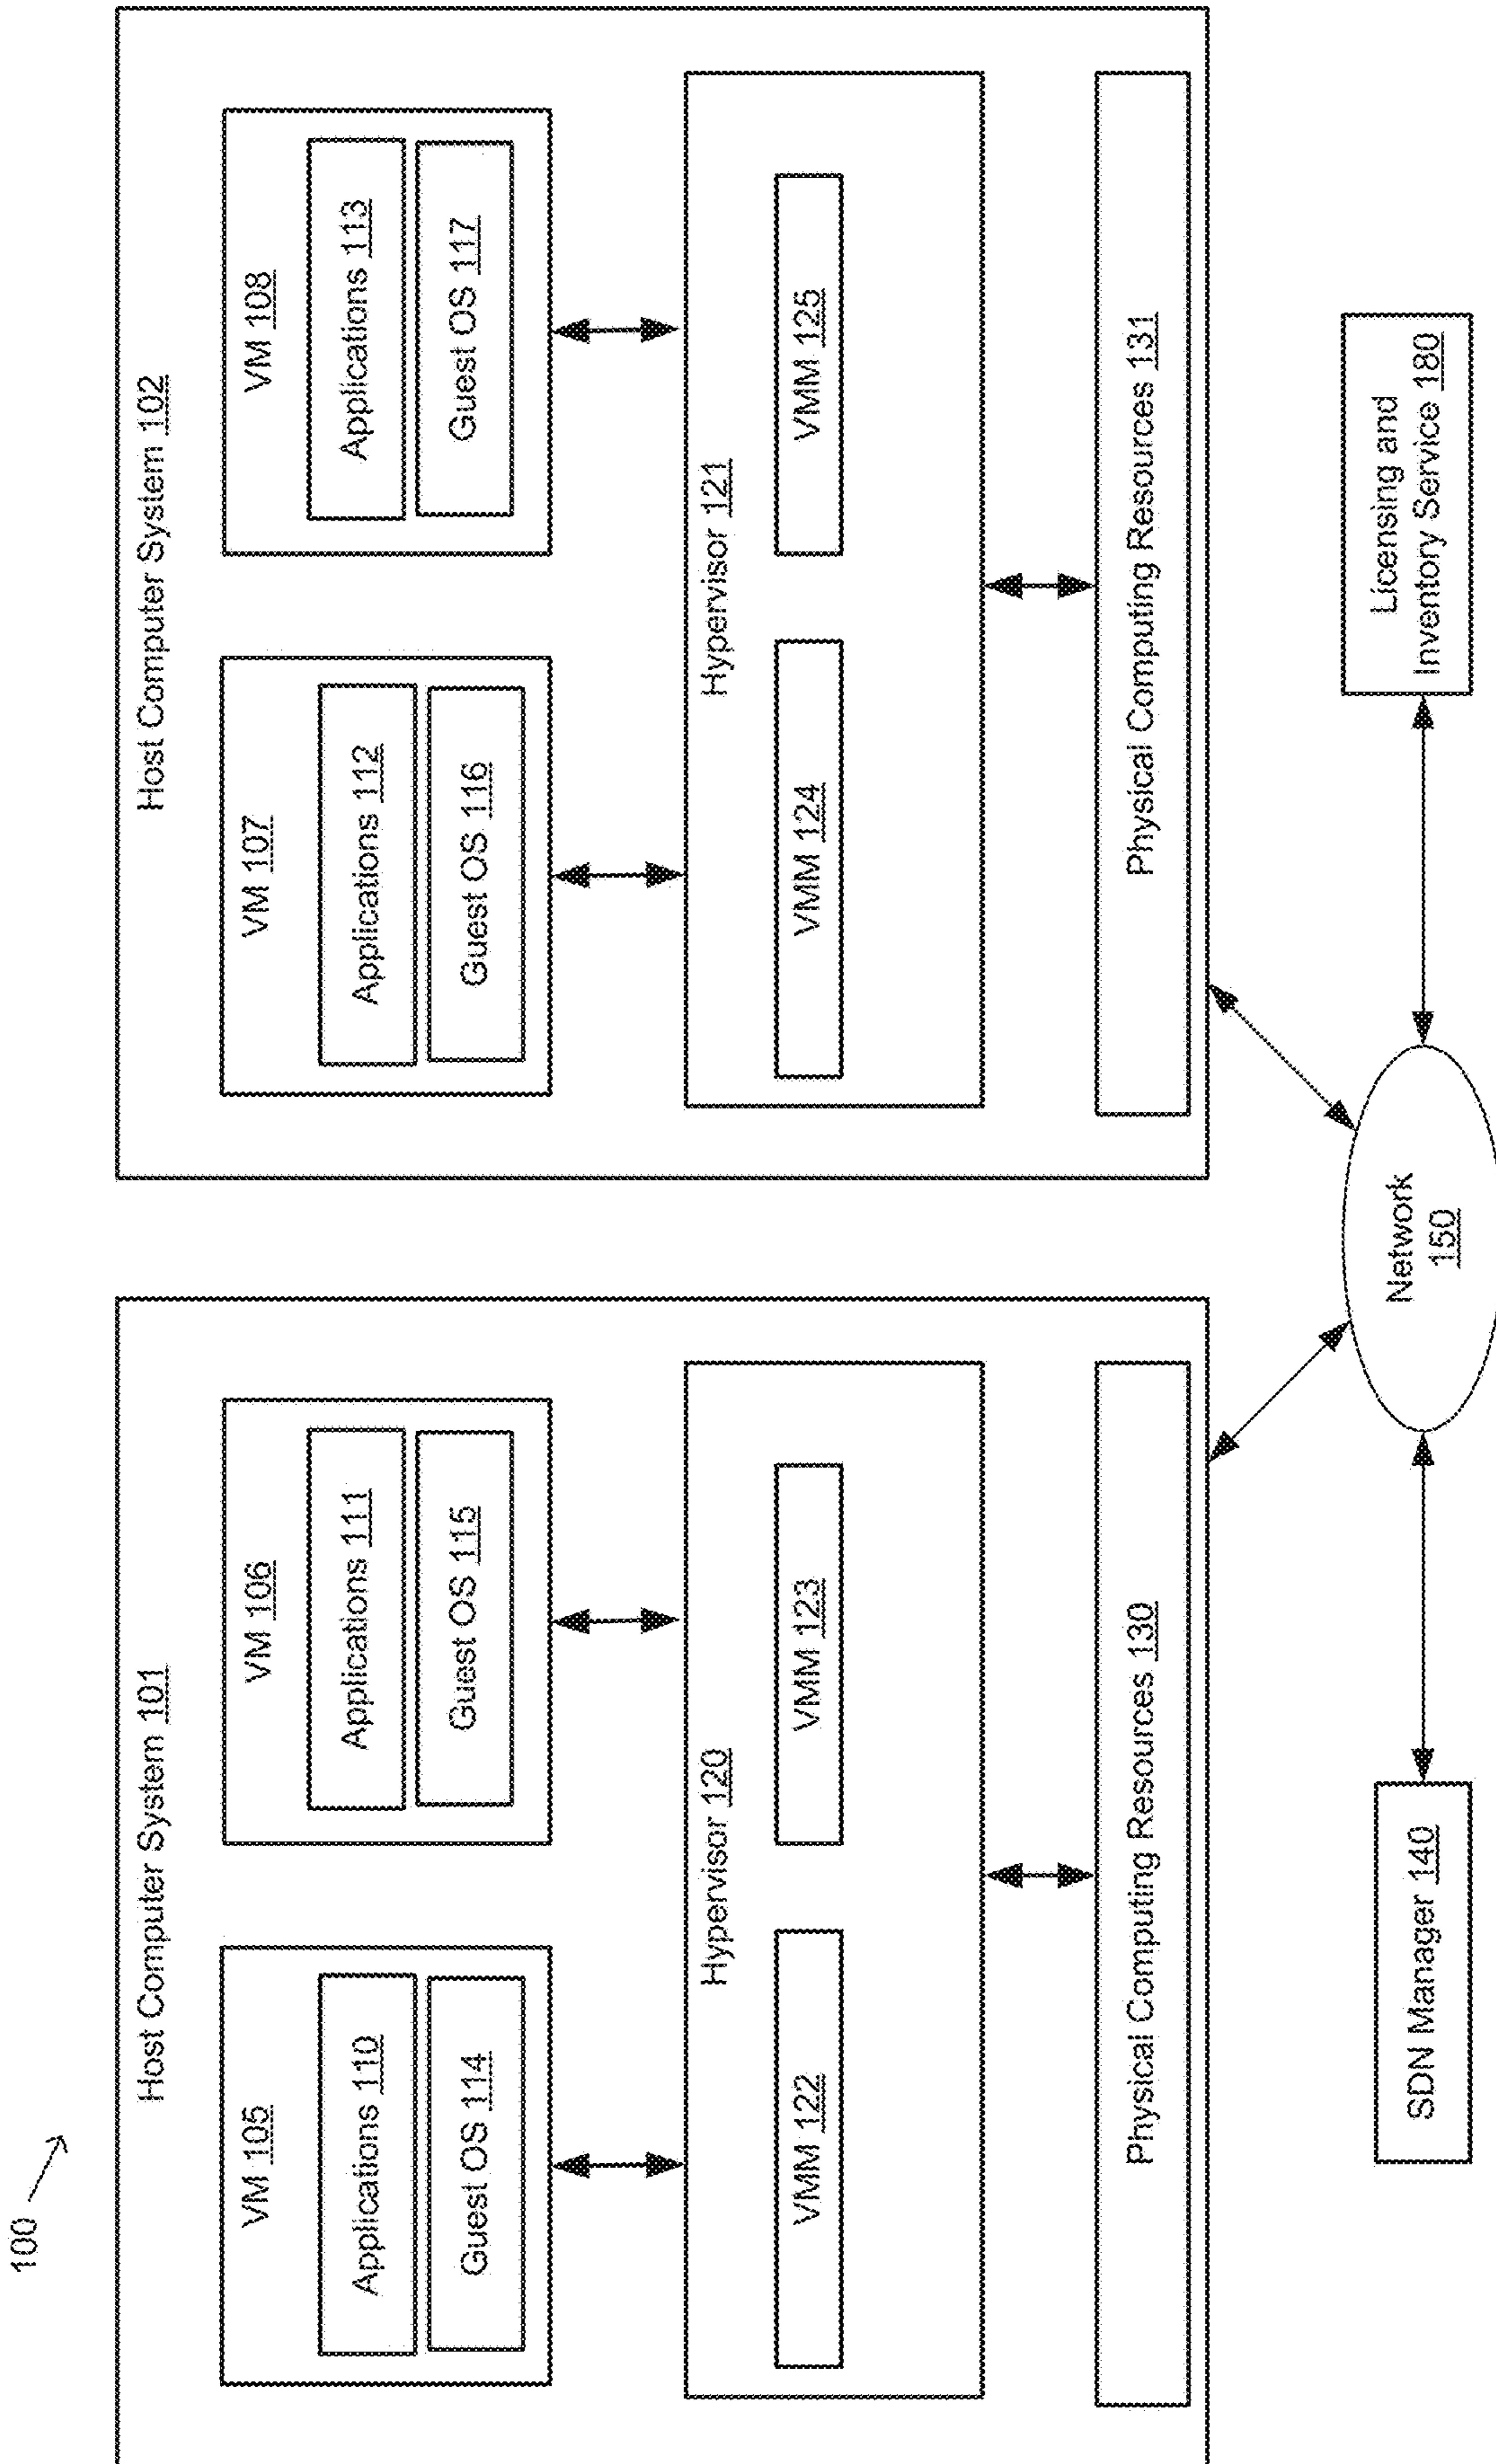 100
Host Computer System 101
VM 105
Applications 110
Guest OS 114
VM 106
Applications 111
Guest OS 115
Hypervisor 120
VMM 122
VMM 123
Physical Computing Resources 130
Host Computer System 102
VM 107
Applications 112
Guest OS 116
VM 108
Applications 113
Guest OS 117
Hypervisor 121
VMM 124
VMM 125
Physical Computing Resources 131
SDN Manager 140
Network
150
Licensing and
Inventory Service 180